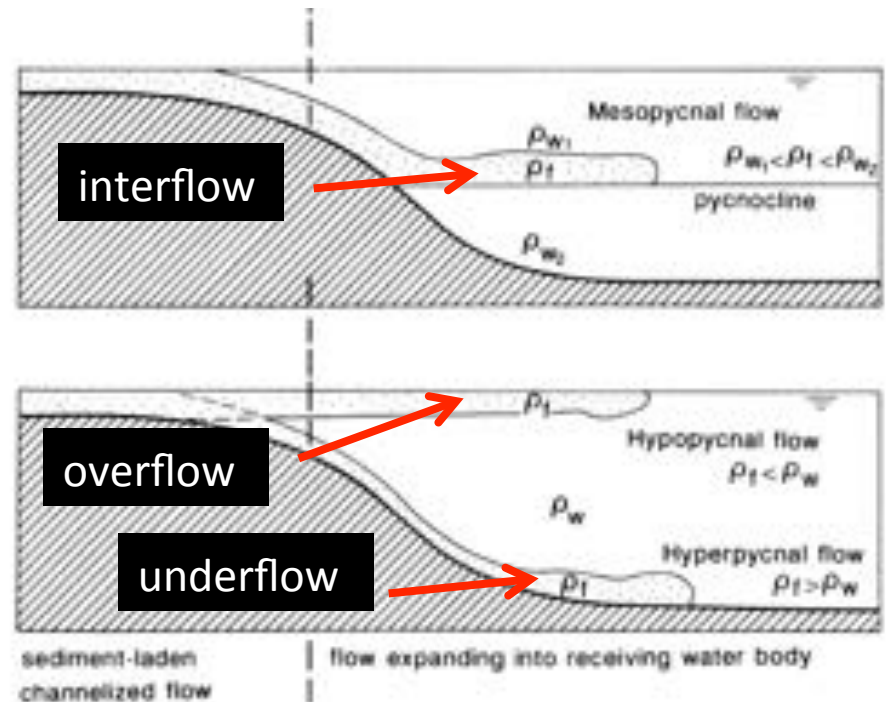 Mesopycnal flow
ρw₁
ρf
ρw₁<ρf<ρw₂
interflow
pycnocline
ρw₂
ρf
Hypopycnal flow
ρf<ρw
overflow
ρw
Hyperpycnal flow
underflow
ρf
ρf>ρw
sediment-laden
channelized flow
flow expanding into receiving water body